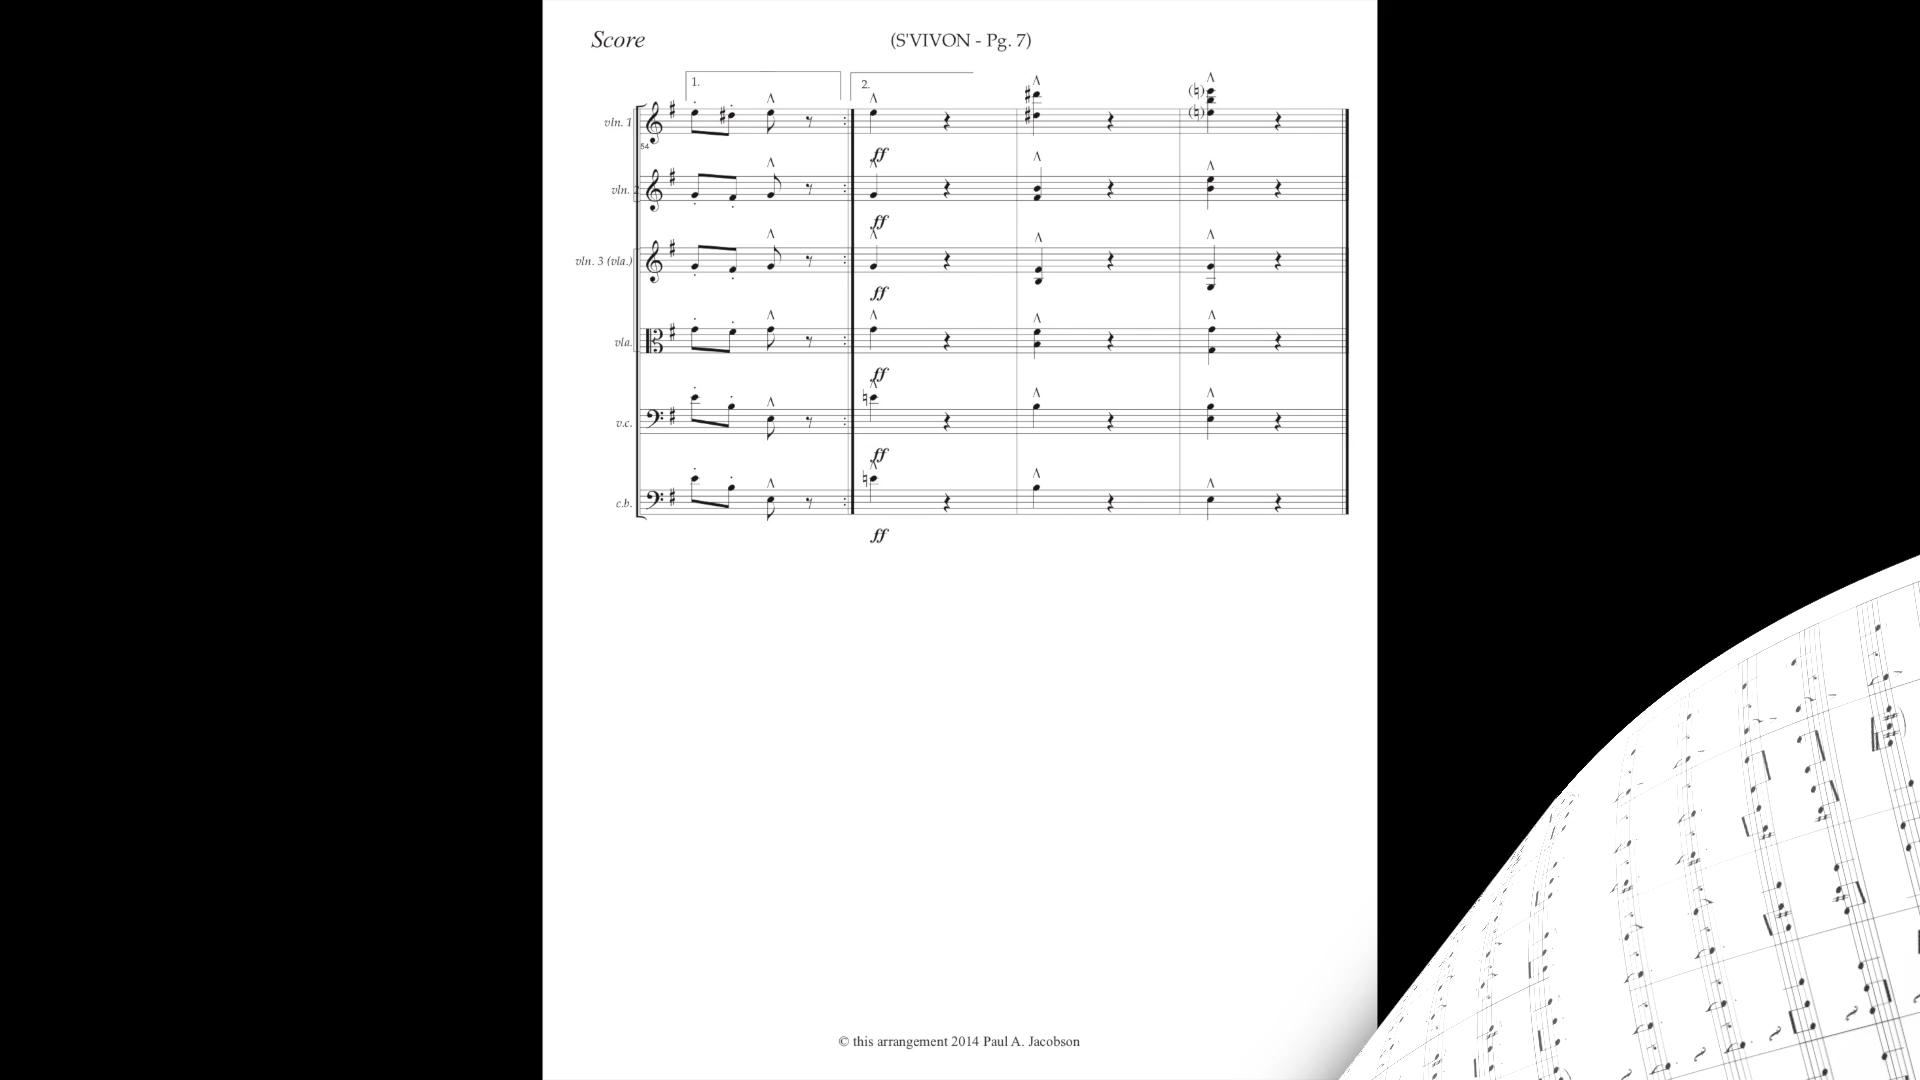 Score
(S'VIVON - Pg. 7)
1.
2.
vln. 1
54
ff
vln. 2
ff
vln. 3 (vla.)
ff
vla.
ff
v.c.
ff
c.b.
ff
© this arrangement 2014 Paul A. Jacobson